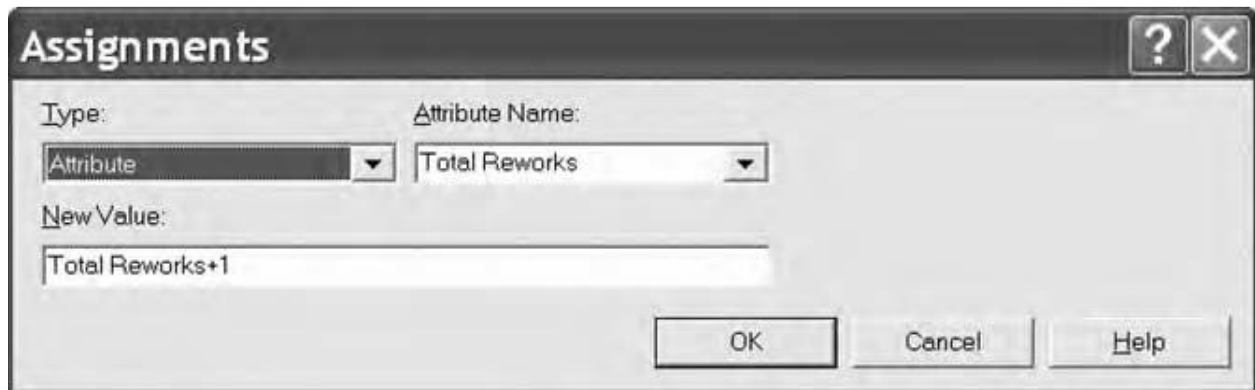 Assignments
Type: Attribute Name:
Attribute Total Reworks
New Value:
Total Reworks+1
OK Cancel Help